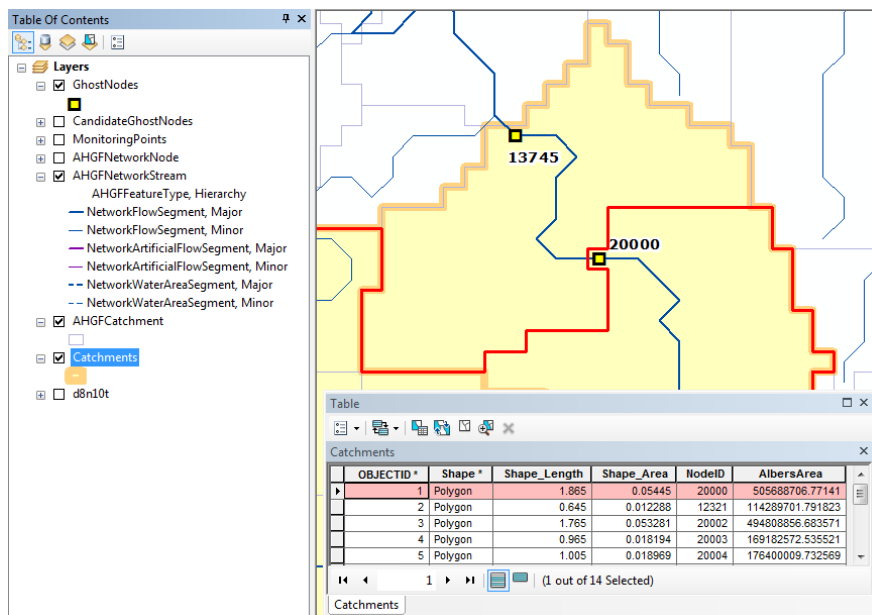 Table Of Contents
Layers
GhostNodes
CandidateGhostNodes
MonitoringPoints
AHGFNetworkNode
AHGFNetworkStream
AHGFFeatureType, Hierarchy
NetworkFlowSegment, Major
NetworkFlowSegment, Minor
NetworkArtificialFlowSegment, Major
NetworkArtificialFlowSegment, Minor
NetworkWaterAreaSegment, Major
NetworkWaterAreaSegment, Minor
AHGFCatchment
Catchments
d8n10t
13745
20000
Table
Catchments
OBJECTID * Shape * Shape_Length Shape_Area NodeID AlbersArea
1 Polygon 1.865 0.05445 20000 505688706.77141
2 Polygon 0.645 0.012288 12321 114289701.791823
3 Polygon 1.765 0.053281 20002 494808856.683571
4 Polygon 0.965 0.018194 20003 169182572.535521
5 Polygon 1.005 0.018969 20004 176400009.732569
1 (1 out of 14 Selected)
Catchments